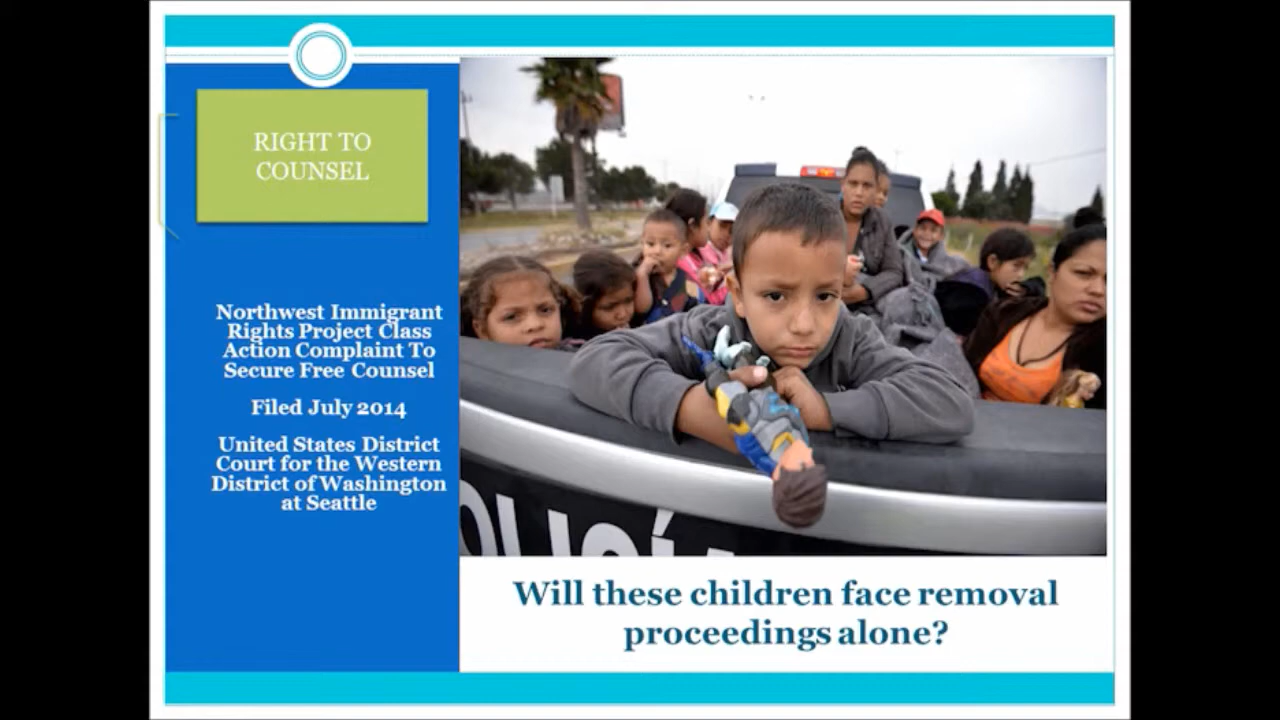 RIGHT TO
COUNSEL
Northwest Immigrant
Rights Project Class
Action Complaint To
Secure Free Counsel
Filed July 2014
United States District
Court for the Western
District of Washington
at Seattle
POLICÍA
Will these children face removal
proceedings alone?